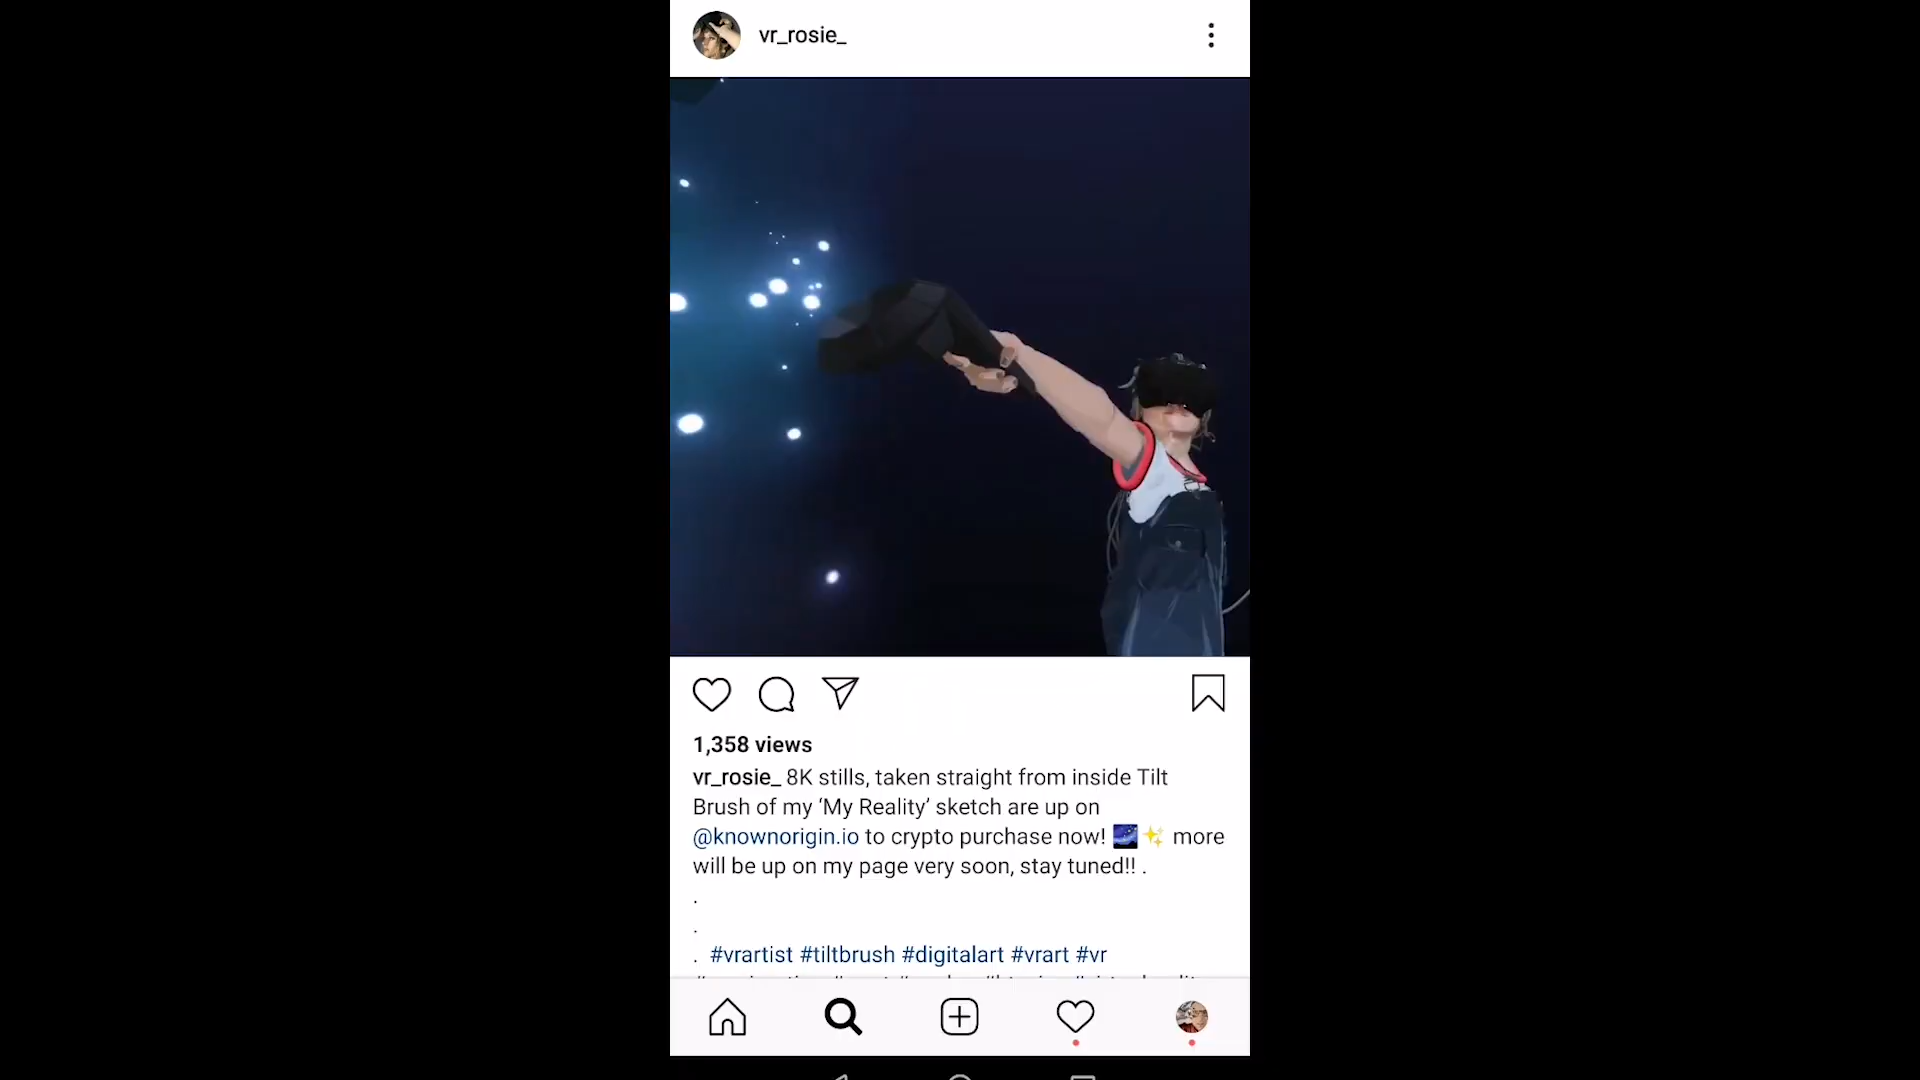 vr_rosie_
1,358 views
vr_rosie_ 8K stills, taken straight from inside Tilt
Brush of my ‘My Reality’ sketch are up on
@knownorigin.io to crypto purchase now! 🌌✨ more
will be up on my page very soon, stay tuned!! .
.
.
. #vrartist #tiltbrush #digitalart #vrart #vr